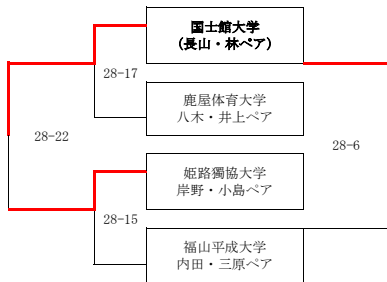 国士館大学
(長山・林ペア)
28-17
鹿屋体育大学
八木・井上ペア
28-22
28-6
姫路獨協大学
岸野・小島ペア
28-15
福山平成大学
内田・三原ペア